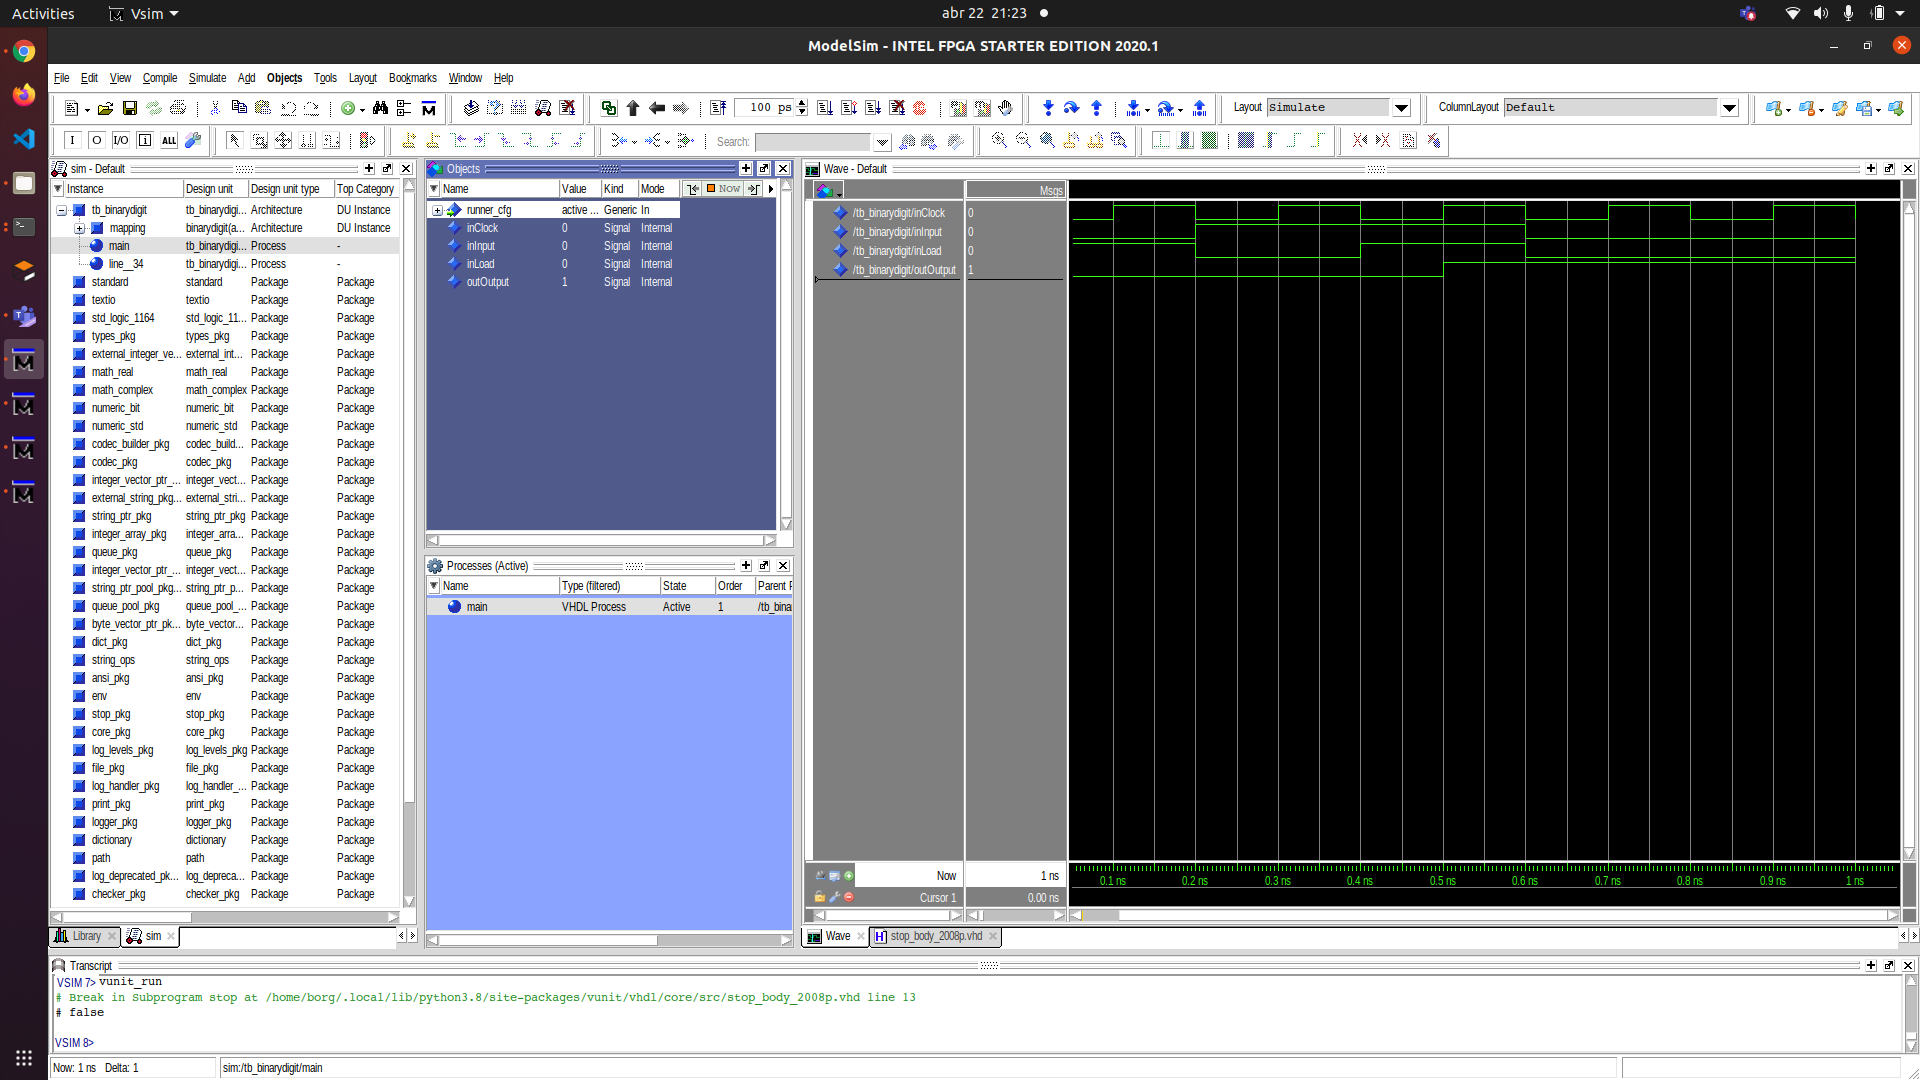 Activities
Vsim
abr 22 21:23
ModelSim - INTEL FPGA STARTER EDITION 2020.1
File Edit View Compile Simulate Add Objects Tools Layout Bookmarks Window Help
100 ps
Layout Simulate
ColumnLayout Default
I O I/O i ALL
Search:
sim - Default
Instance Design unit Design unit type Top Category
tb_binarydigit tb_binarydigi... Architecture DU Instance
mapping binarydigit(a... Architecture DU Instance
main tb_binarydigi... Process -
line__34 tb_binarydigi... Process -
standard standard Package Package
textio textio Package Package
std_logic_1164 std_logic_11... Package Package
types_pkg types_pkg Package Package
external_integer_ve... external_int... Package Package
math_real math_real Package Package
math_complex math_complex Package Package
numeric_bit numeric_bit Package Package
numeric_std numeric_std Package Package
codec_builder_pkg codec_build... Package Package
codec_pkg codec_pkg Package Package
integer_vector_ptr_... integer_vect... Package Package
external_string_pkg... external_stri... Package Package
string_ptr_pkg string_ptr_pkg Package Package
integer_array_pkg integer_arra... Package Package
queue_pkg queue_pkg Package Package
integer_vector_ptr_... integer_vect... Package Package
string_ptr_pool_pkg... string_ptr_p... Package Package
queue_pool_pkg queue_pool_... Package Package
byte_vector_ptr_pk... byte_vector... Package Package
dict_pkg dict_pkg Package Package
string_ops string_ops Package Package
ansi_pkg ansi_pkg Package Package
env env Package Package
stop_pkg stop_pkg Package Package
core_pkg core_pkg Package Package
log_levels_pkg log_levels_pkg Package Package
file_pkg file_pkg Package Package
log_handler_pkg log_handler_... Package Package
print_pkg print_pkg Package Package
logger_pkg logger_pkg Package Package
dictionary dictionary Package Package
path path Package Package
log_deprecated_pk... log_depreca... Package Package
checker_pkg checker_pkg Package Package
Library sim
Objects
Name Value Kind Mode Now
runner_cfg active ... Generic In
inClock 0 Signal Internal
inInput 0 Signal Internal
inLoad 0 Signal Internal
outOutput 1 Signal Internal
Processes (Active)
Name Type (filtered) State Order Parent P
main VHDL Process Active 1 /tb_bina
Wave - Default
Msgs
/tb_binarydigit/inClock 0
/tb_binarydigit/inInput 0
/tb_binarydigit/inLoad 0
/tb_binarydigit/outOutput 1
Now 1 ns
0.1 ns 0.2 ns 0.3 ns 0.4 ns 0.5 ns 0.6 ns 0.7 ns 0.8 ns 0.9 ns 1 ns
Cursor 1 0.00 ns
Wave stop_body_2008p.vhd
Transcript
VSIM 7> vunit_run
# Break in Subprogram stop at /home/borg/.local/lib/python3.8/site-packages/vunit/vhdl/core/src/stop_body_2008p.vhd line 13
# false
VSIM 8>
Now: 1 ns Delta: 1
sim:/tb_binarydigit/main